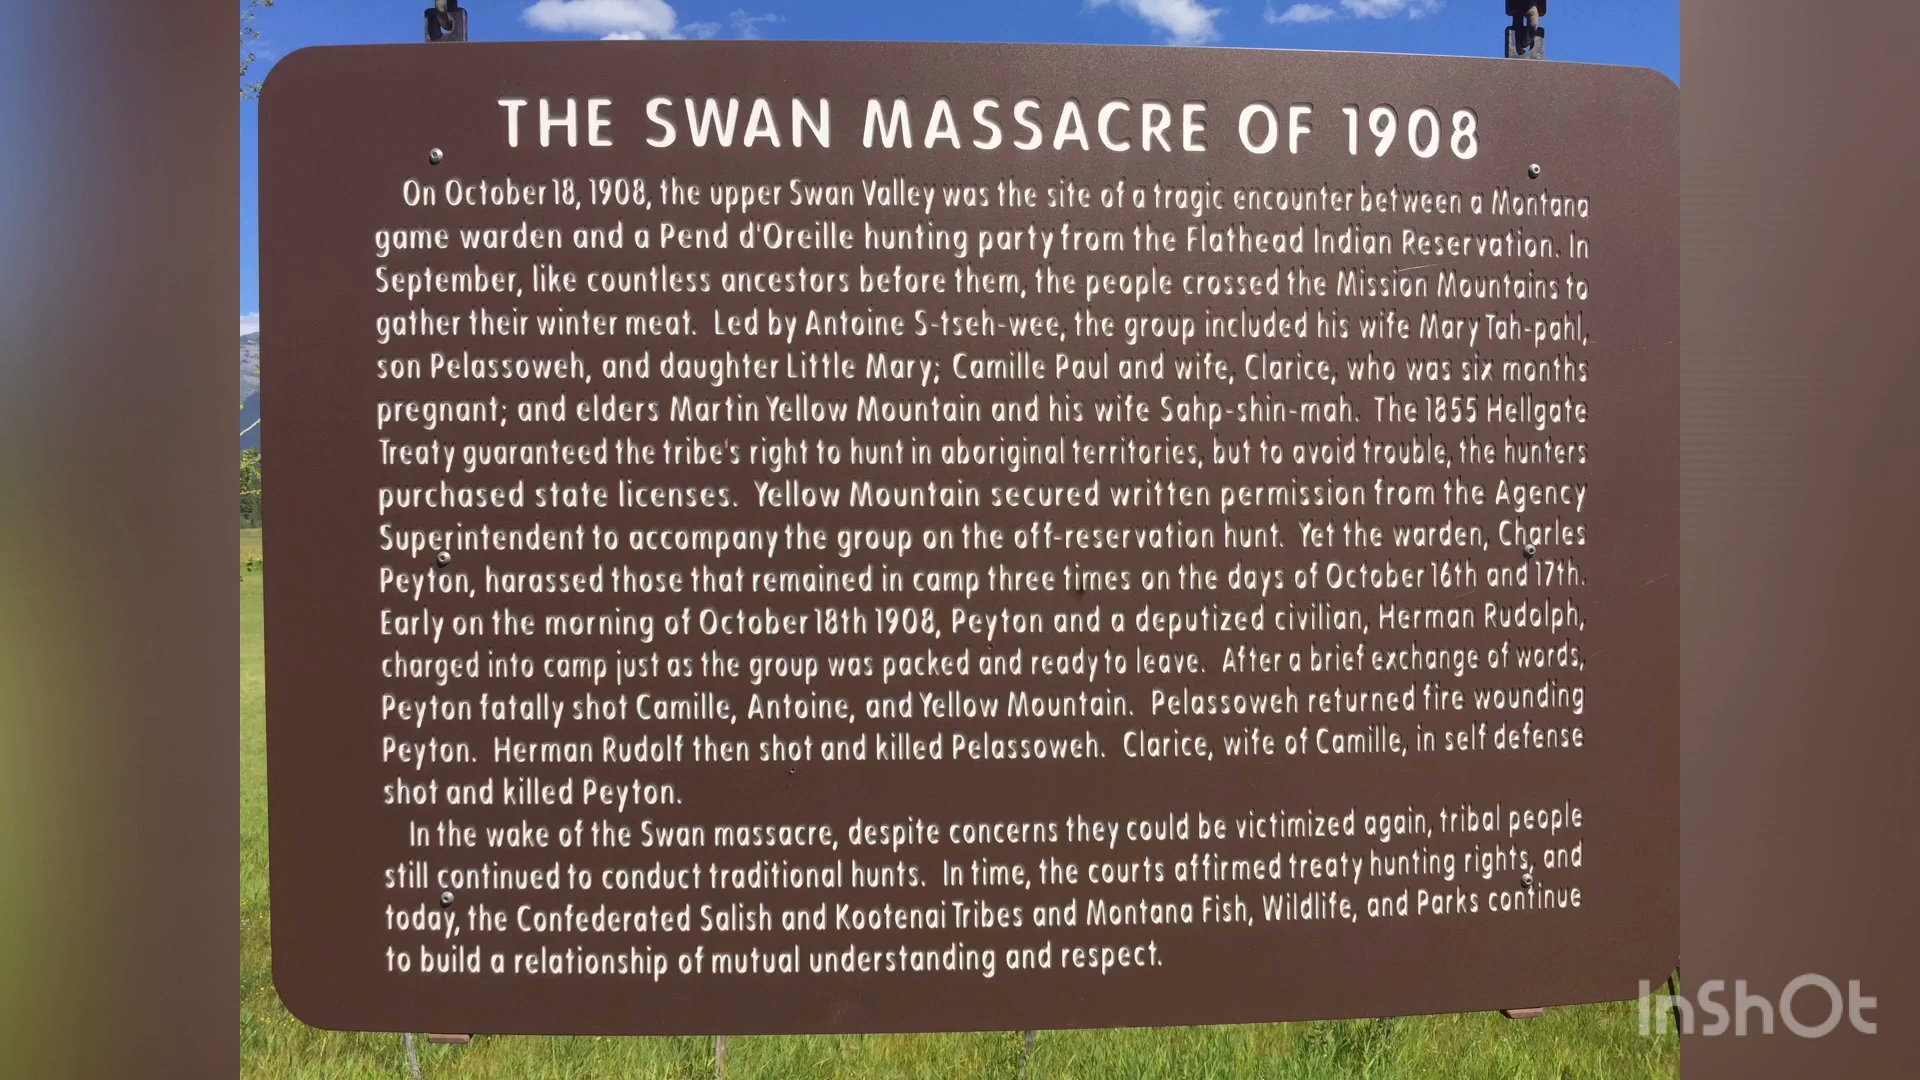 THE SWAN MASSACRE OF 1908
On October 18, 1908, the upper Swan Valley was the site of a tragic encounter between a Montana
game warden and a Pend d'Oreille hunting party from the Flathead Indian Reservation. In
September, like countless ancestors before them, the people crossed the Mission Mountains to
gather their winter meat. Led by Antoine S-tseh-wee, the group included his wife Mary Tah-pahl,
son Pelassoweh, and daughter Little Mary; Camille Paul and wife, Clarice, who was six months
pregnant; and elders Martin Yellow Mountain and his wife Sahp-shin-mah. The 1855 Hellgate
Treaty guaranteed the tribe's right to hunt in aboriginal territories, but to avoid trouble, the hunters
purchased state licenses. Yellow Mountain secured written permission from the Agency
Superintendent to accompany the group on the off-reservation hunt. Yet the warden, Charles
Peyton, harassed those that remained in camp three times on the days of October 16th and 17th.
Early on the morning of October 18th 1908, Peyton and a deputized civilian, Herman Rudolph,
charged into camp just as the group was packed and ready to leave. After a brief exchange of words,
Peyton fatally shot Camille, Antoine, and Yellow Mountain. Pelassoweh returned fire wounding
Peyton. Herman Rudolf then shot and killed Pelassoweh. Clarice, wife of Camille, in self defense
shot and killed Peyton.
In the wake of the Swan massacre, despite concerns they could be victimized again, tribal people
still continued to conduct traditional hunts. In time, the courts affirmed treaty hunting rights, and
today, the Confederated Salish and Kootenai Tribes and Montana Fish, Wildlife, and Parks continue
to build a relationship of mutual understanding and respect.
InShOt